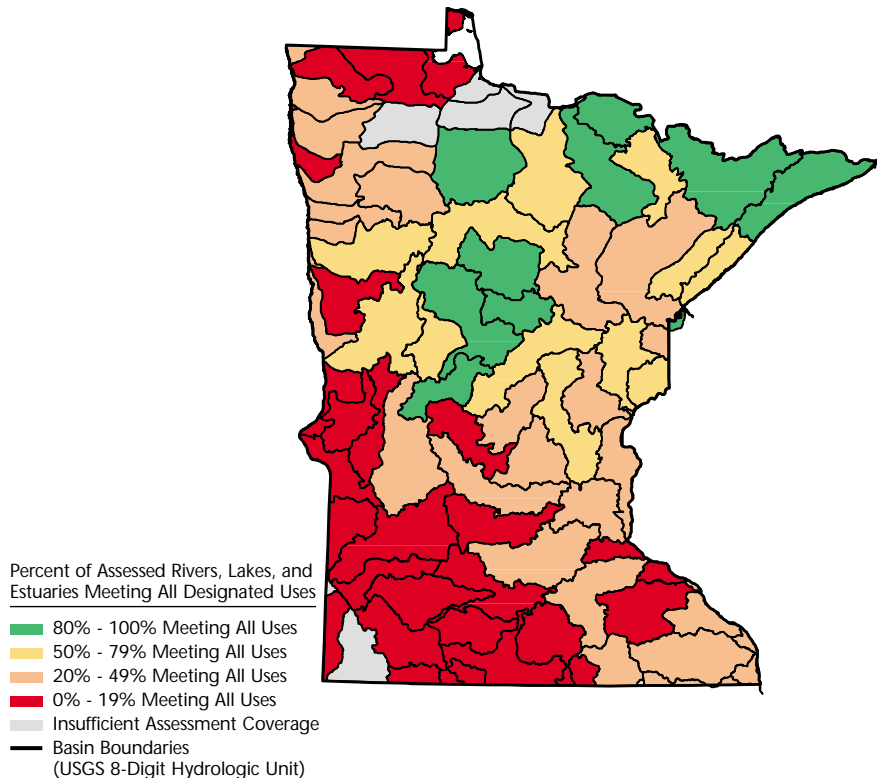 Percent of Assessed Rivers, Lakes, and
Estuaries Meeting All Designated Uses
80% - 100% Meeting All Uses
50% - 79% Meeting All Uses
20% - 49% Meeting All Uses
0% - 19% Meeting All Uses
Insufficient Assessment Coverage
Basin Boundaries
(USGS 8-Digit Hydrologic Unit)